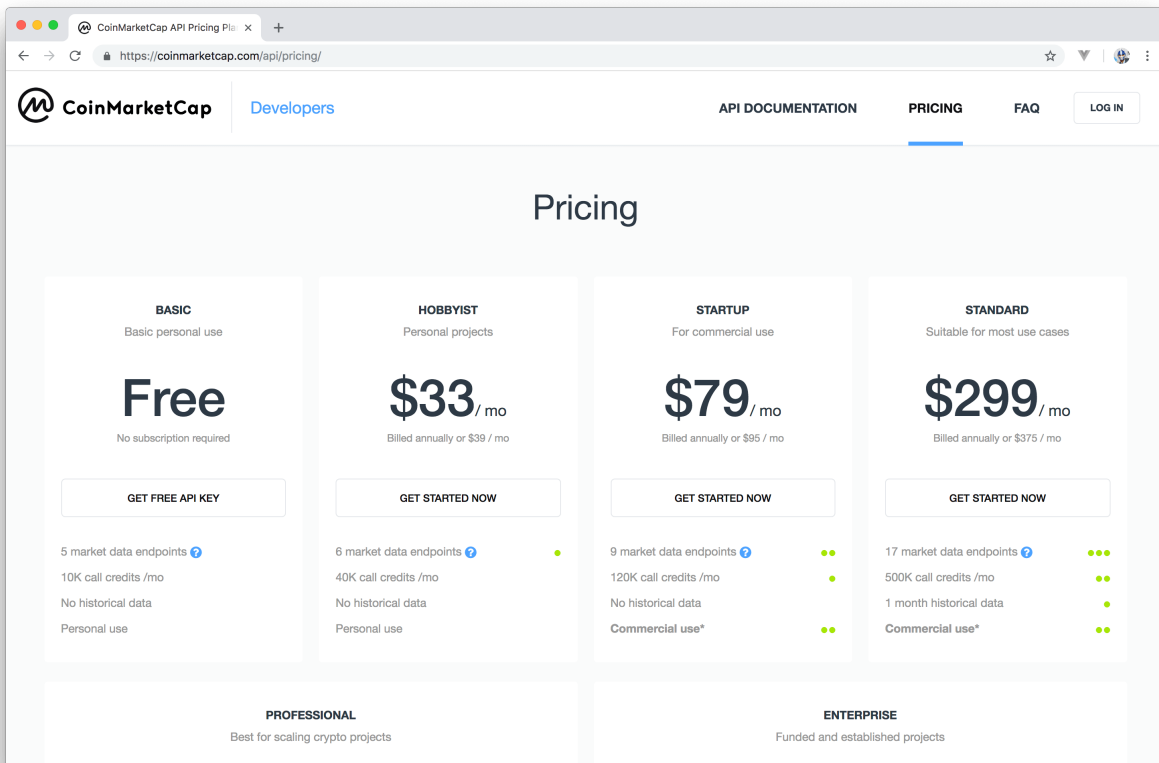 CoinMarketCap API Pricing Pla
https://coinmarketcap.com/api/pricing/
CoinMarketCap
Developers
API DOCUMENTATION
PRICING
FAQ
LOG IN
Pricing
BASIC
Basic personal use
Free
No subscription required
GET FREE API KEY
5 market data endpoints ?
10K call credits /mo
No historical data
Personal use
HOBBYIST
Personal projects
$33/ mo
Billed annually or $39 / mo
GET STARTED NOW
6 market data endpoints ?
40K call credits /mo
No historical data
Personal use
STARTUP
For commercial use
$79/ mo
Billed annually or $95 / mo
GET STARTED NOW
9 market data endpoints ?
120K call credits /mo
No historical data
Commercial use*
STANDARD
Suitable for most use cases
$299/ mo
Billed annually or $375 / mo
GET STARTED NOW
17 market data endpoints ?
500K call credits /mo
1 month historical data
Commercial use*
PROFESSIONAL
Best for scaling crypto projects
ENTERPRISE
Funded and established projects